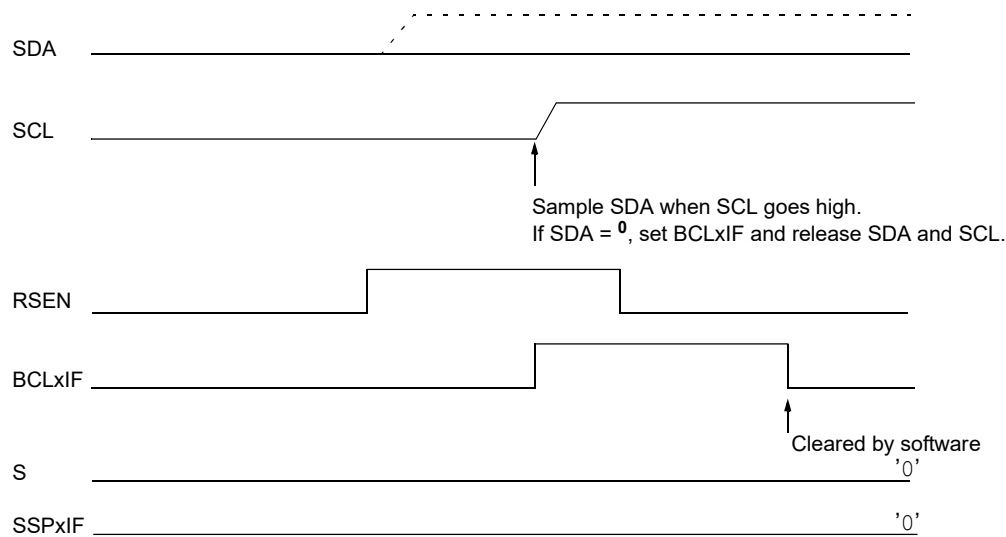 SDA
SCL
Sample SDA when SCL goes high.
If SDA = 0, set BCLxIF and release SDA and SCL.
RSEN
BCLxIF
Cleared by software
S
'0'
SSPxIF
'0'